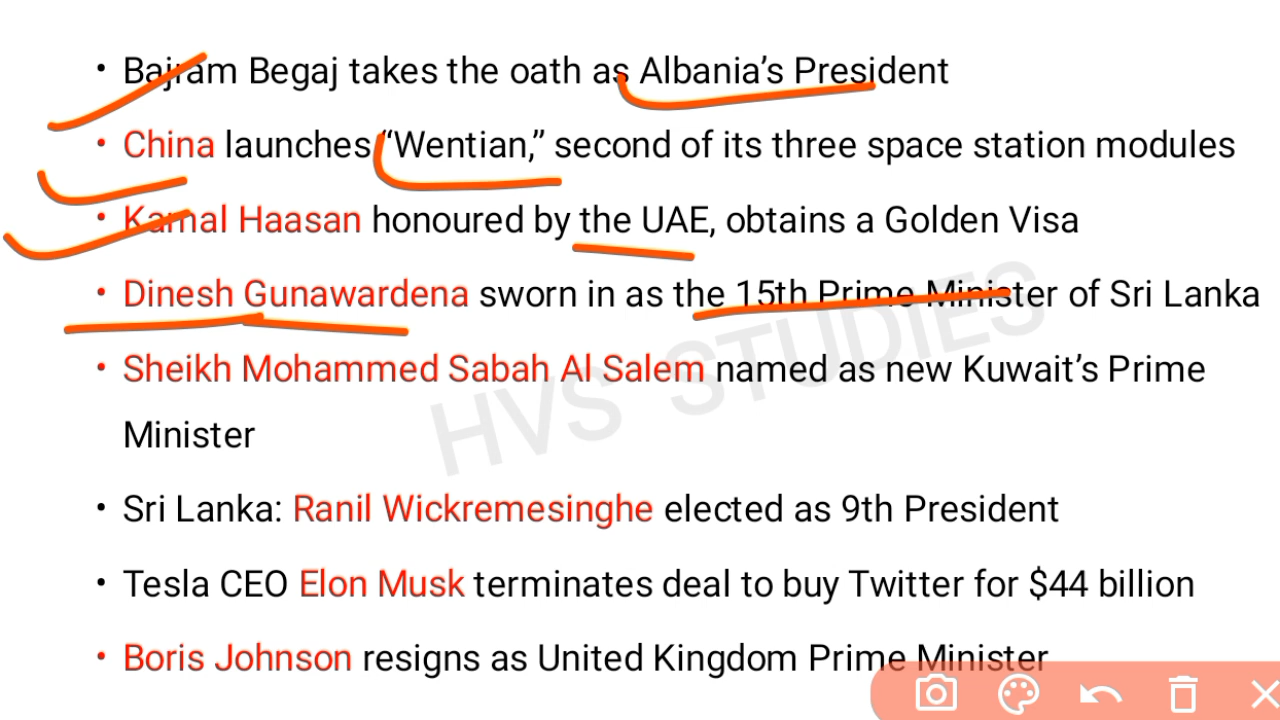 • Bajram Begaj takes the oath as Albania’s President
• China launches “Wentian,” second of its three space station modules
• Kamal Haasan honoured by the UAE, obtains a Golden Visa
• Dinesh Gunawardena sworn in as the 15th Prime Minister of Sri Lanka
• Sheikh Mohammed Sabah Al Salem named as new Kuwait’s Prime
Minister
HVS STUDIES
• Sri Lanka: Ranil Wickremesinghe elected as 9th President
• Tesla CEO Elon Musk terminates deal to buy Twitter for $44 billion
• Boris Johnson resigns as United Kingdom Prime Minister